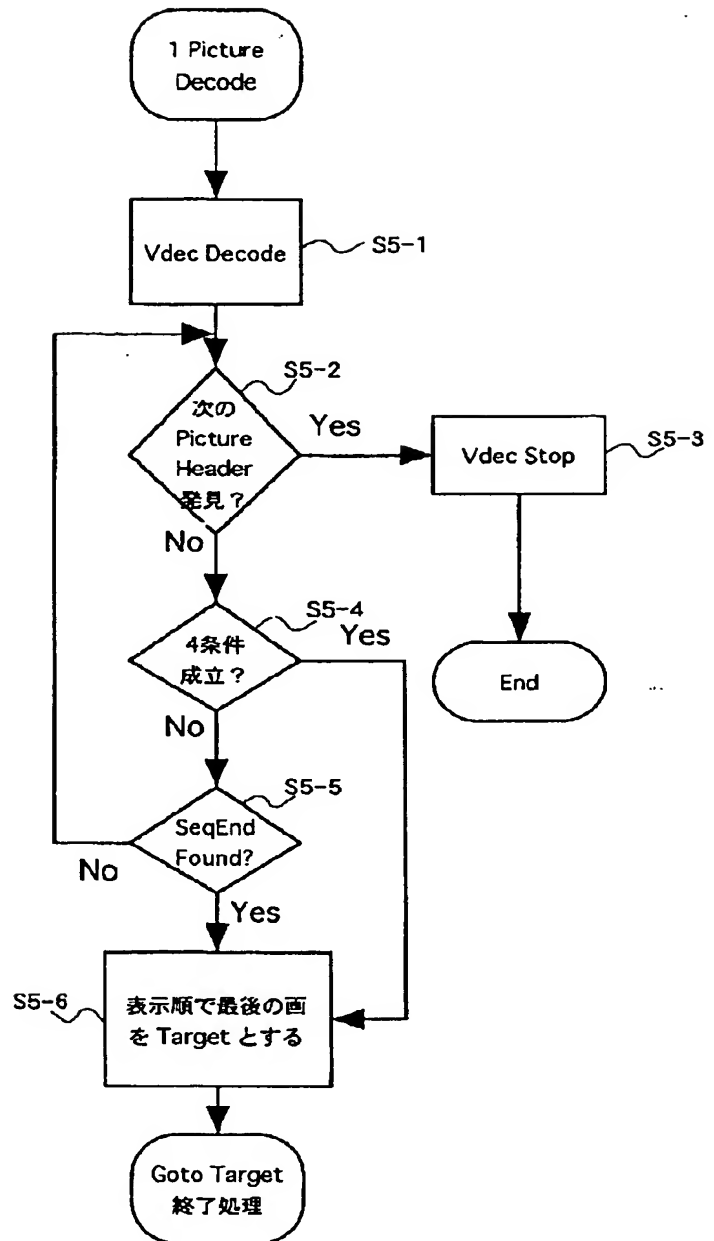 1 Picture
Decode
Vdec Decode
S5-1
S5-2
次の
Picture
Header
発見？
Yes
Vdec Stop
S5-3
No
S5-4
4条件
成立？
Yes
End
No
S5-5
SeqEnd
Found?
No
Yes
S5-6
表示順で最後の画
を Target とする
Goto Target
終了処理